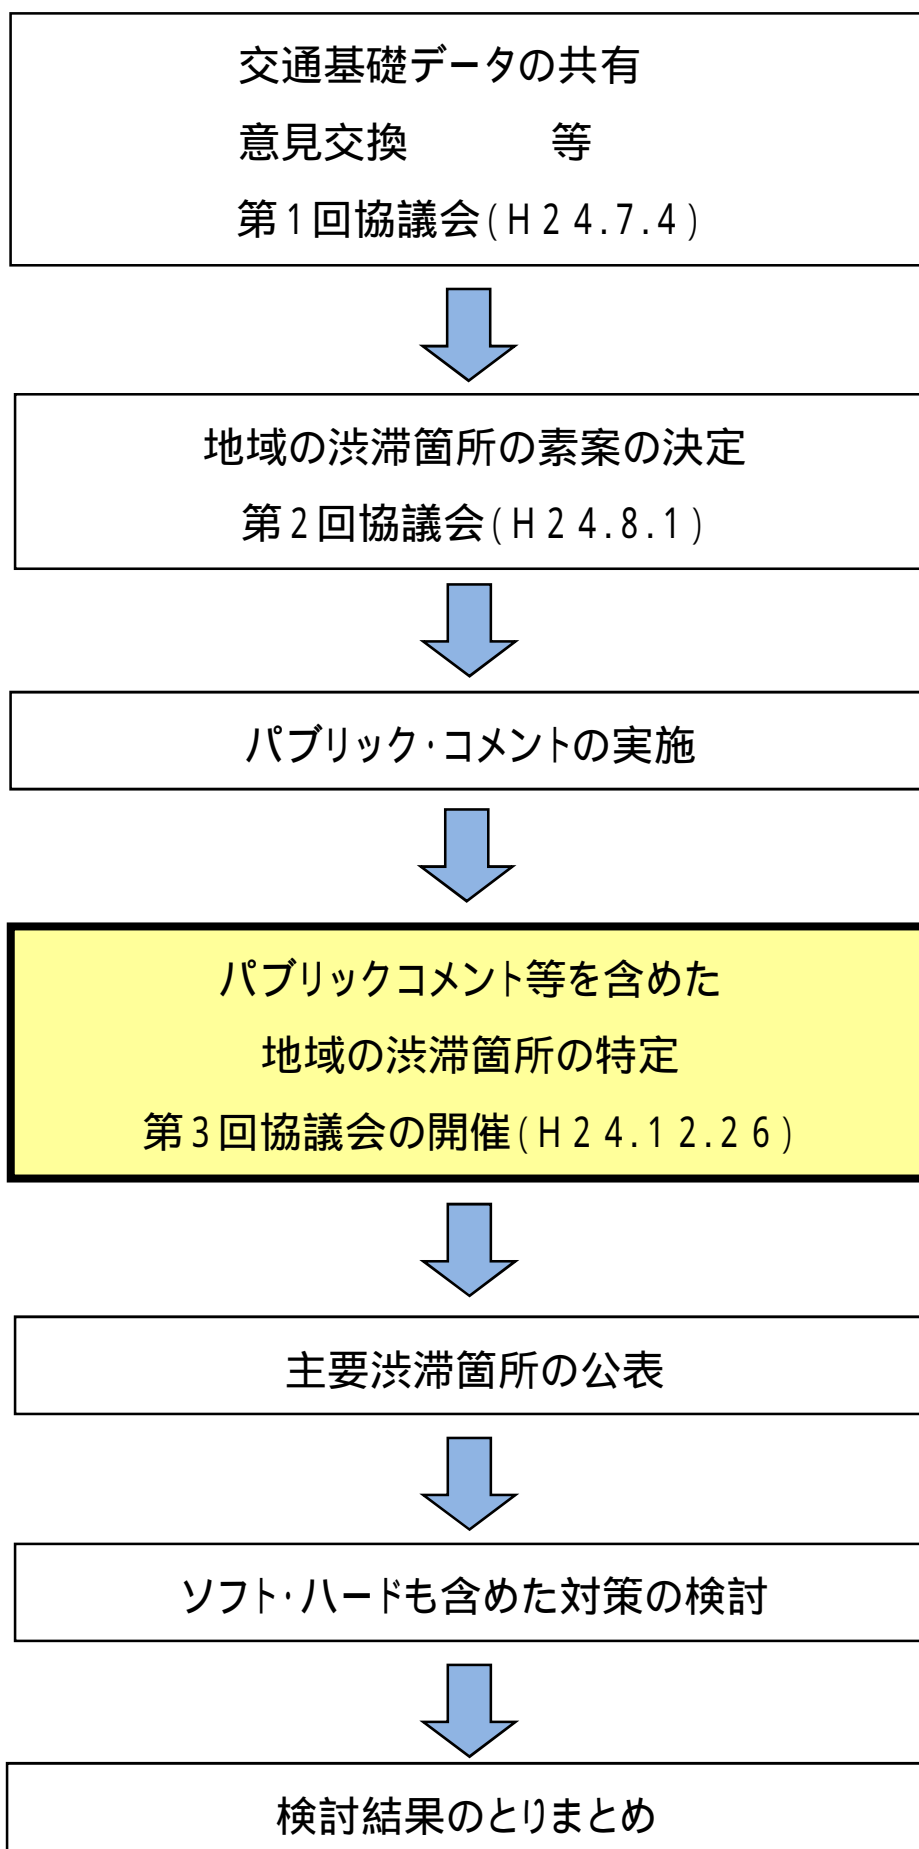 交通基礎データの共有
意見交換　　　等
第1回協議会(H24.7.4)
地域の渋滞箇所の素案の決定
第2回協議会(H24.8.1)
パブリック・コメントの実施
パブリックコメント等を含めた
地域の渋滞箇所の特定
第3回協議会の開催(H24.12.26)
主要渋滞箇所の公表
ソフト・ハードも含めた対策の検討
検討結果のとりまとめ